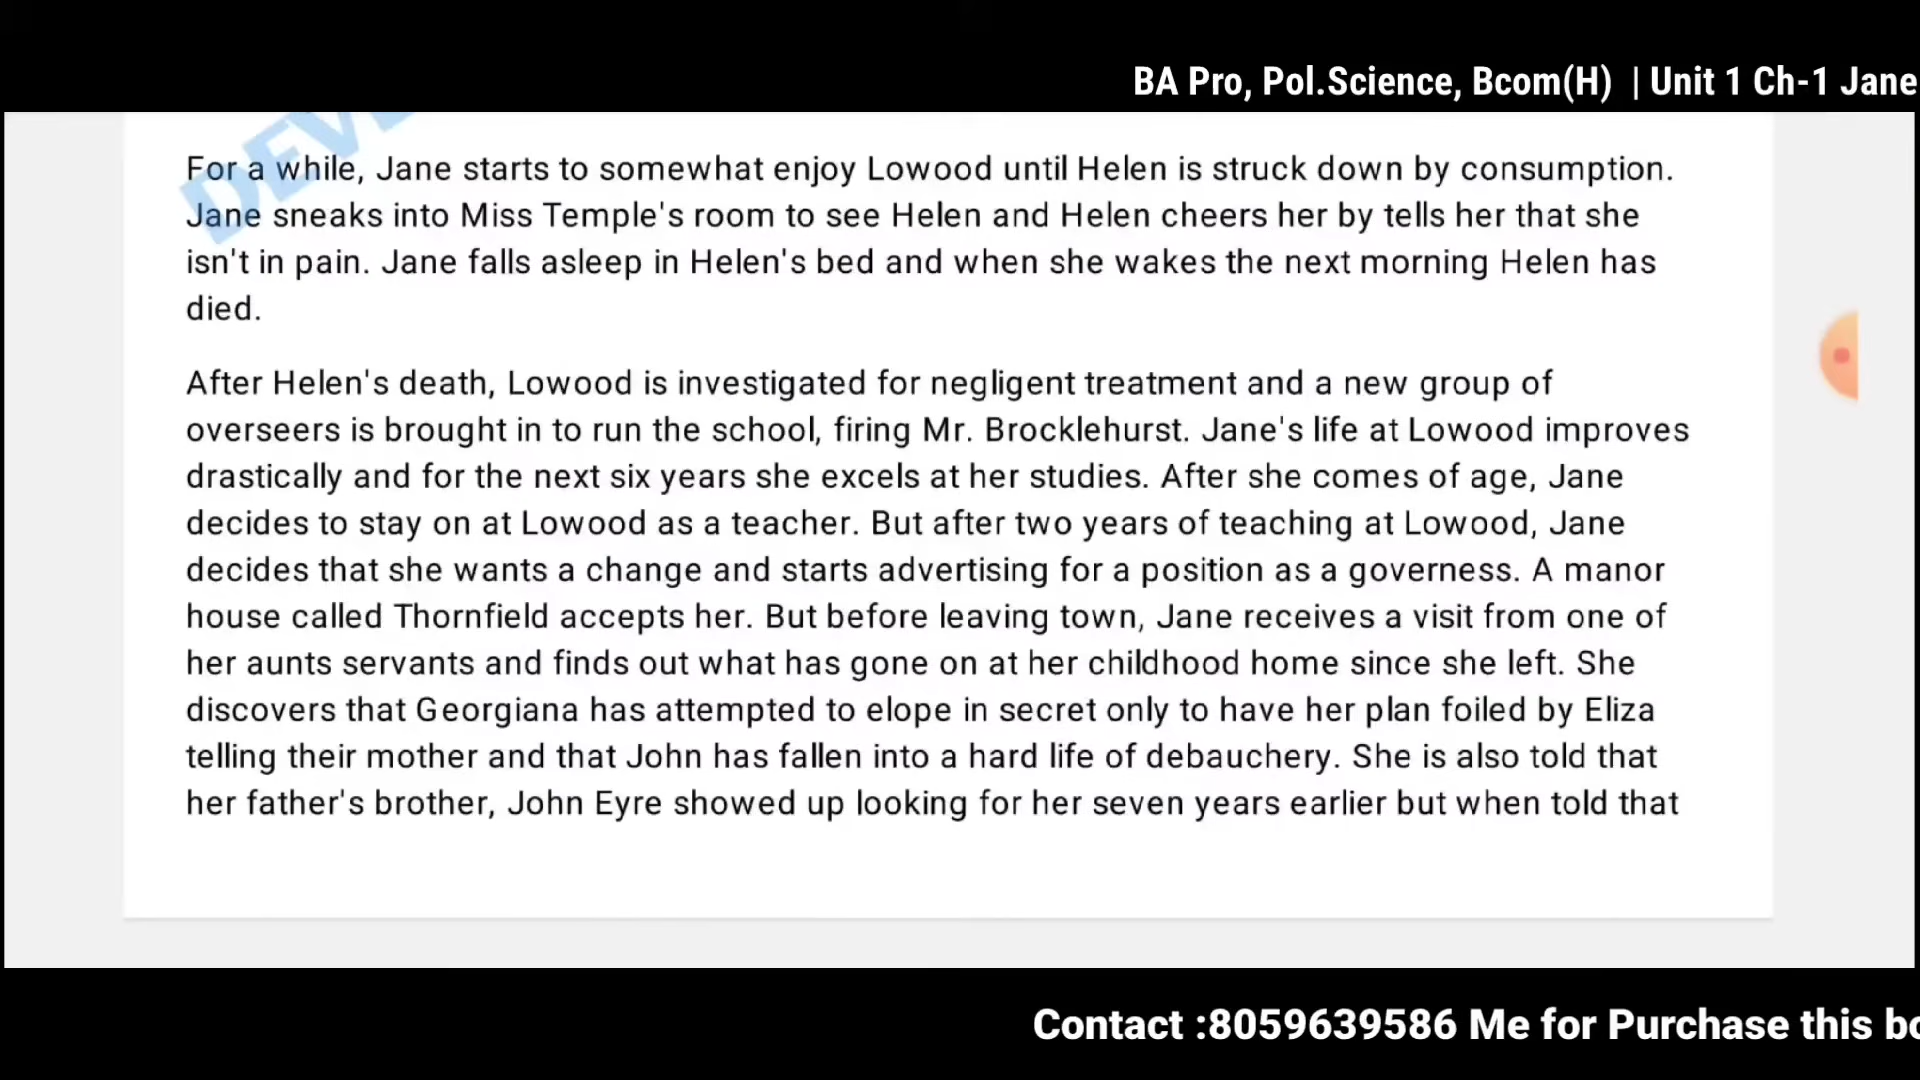 BA Pro, Pol.Science, Bcom(H) | Unit 1 Ch-1 Jane
For a while, Jane starts to somewhat enjoy Lowood until Helen is struck down by consumption.
Jane sneaks into Miss Temple's room to see Helen and Helen cheers her by tells her that she
isn't in pain. Jane falls asleep in Helen's bed and when she wakes the next morning Helen has
died.
After Helen's death, Lowood is investigated for negligent treatment and a new group of
overseers is brought in to run the school, firing Mr. Brocklehurst. Jane's life at Lowood improves
drastically and for the next six years she excels at her studies. After she comes of age, Jane
decides to stay on at Lowood as a teacher. But after two years of teaching at Lowood, Jane
decides that she wants a change and starts advertising for a position as a governess. A manor
house called Thornfield accepts her. But before leaving town, Jane receives a visit from one of
her aunts servants and finds out what has gone on at her childhood home since she left. She
discovers that Georgiana has attempted to elope in secret only to have her plan foiled by Eliza
telling their mother and that John has fallen into a hard life of debauchery. She is also told that
her father's brother, John Eyre showed up looking for her seven years earlier but when told that
Contact :8059639586 Me for Purchase this